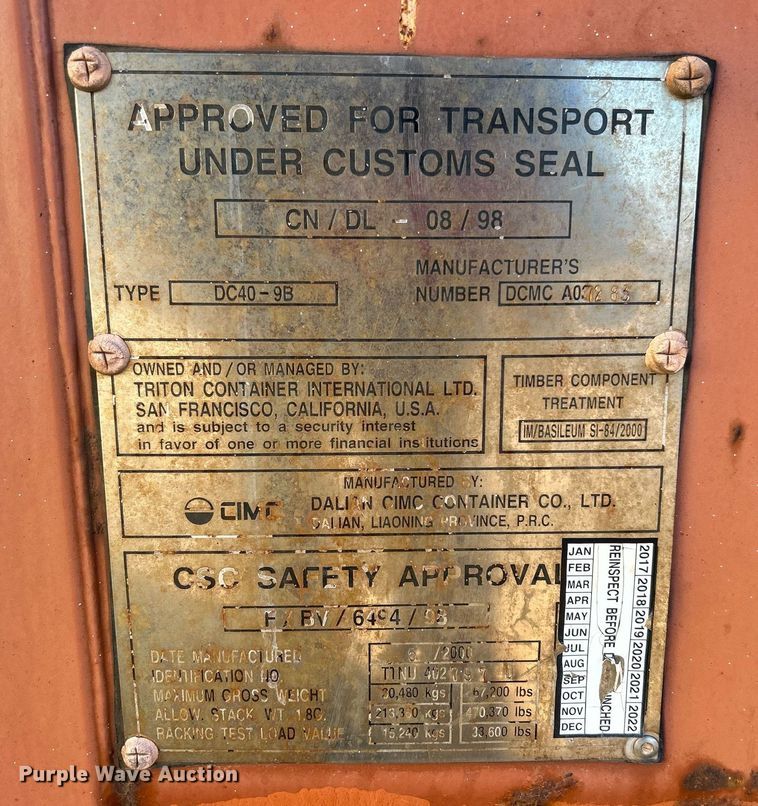 APPROVED FOR TRANSPORT
UNDER CUSTOMS SEAL
CN / DL - 08 / 98
MANUFACTURER'S
TYPE DC40-9B NUMBER DCMC
OWNED AND / OR MANAGED BY:
TRITON CONTAINER INTERNATIONAL LTD.
SAN FRANCISCO, CALIFORNIA, U.S.A.
and is subject to a security interest
in favor of one or more financial institutions
TIMBER COMPONENT
TREATMENT
IM/BASILEUM SI-84/2000
MANUFACTURED BY:
CIMC DALIAN CIMC CONTAINER CO., LTD.
DALIAN, LIAONING PROVINCE, P.R.C.
CSC SAFETY APPROVAL
DATE MANUFACTURED /2000
IDENTIFICATION NO.
MAXIMUM GROSS WEIGHT 30,480 kgs 67,200 lbs
ALLOW. STACK. WT. 1.8G. 470,370 lbs
RACKING TEST LOAD VALUE 15,240 kgs 33,600 lbs
JAN
FEB
MAR
APR
MAY
JUN
JUL
AUG
SEP
OCT
NOV
DEC
REINSPECT BEFORE
2017 2018 2019 2020 2021 2022
Purple Wave Auction